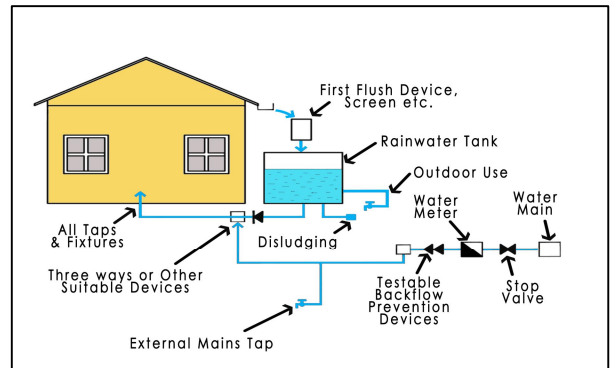 First Flush Device,
Screen etc.
Rainwater Tank
Outdoor Use
Water
Meter
Water
Main
All Taps
& Fixtures
Disludging
Three ways or Other
Suitable Devices
Testable
Backflow
Prevention
Devices
Stop
Valve
External Mains Tap